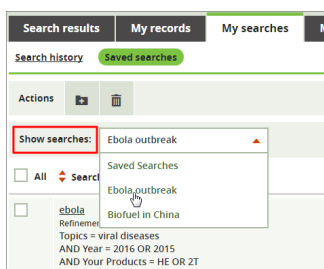 Search results My records My searches
Search history Saved searches
Actions
Show searches: Ebola outbreak
Saved Searches
Ebola outbreak
Biofuel in China
All
ebola
Topics = viral diseases
AND Year = 2016 OR 2015
AND Your Products = HE OR 2T